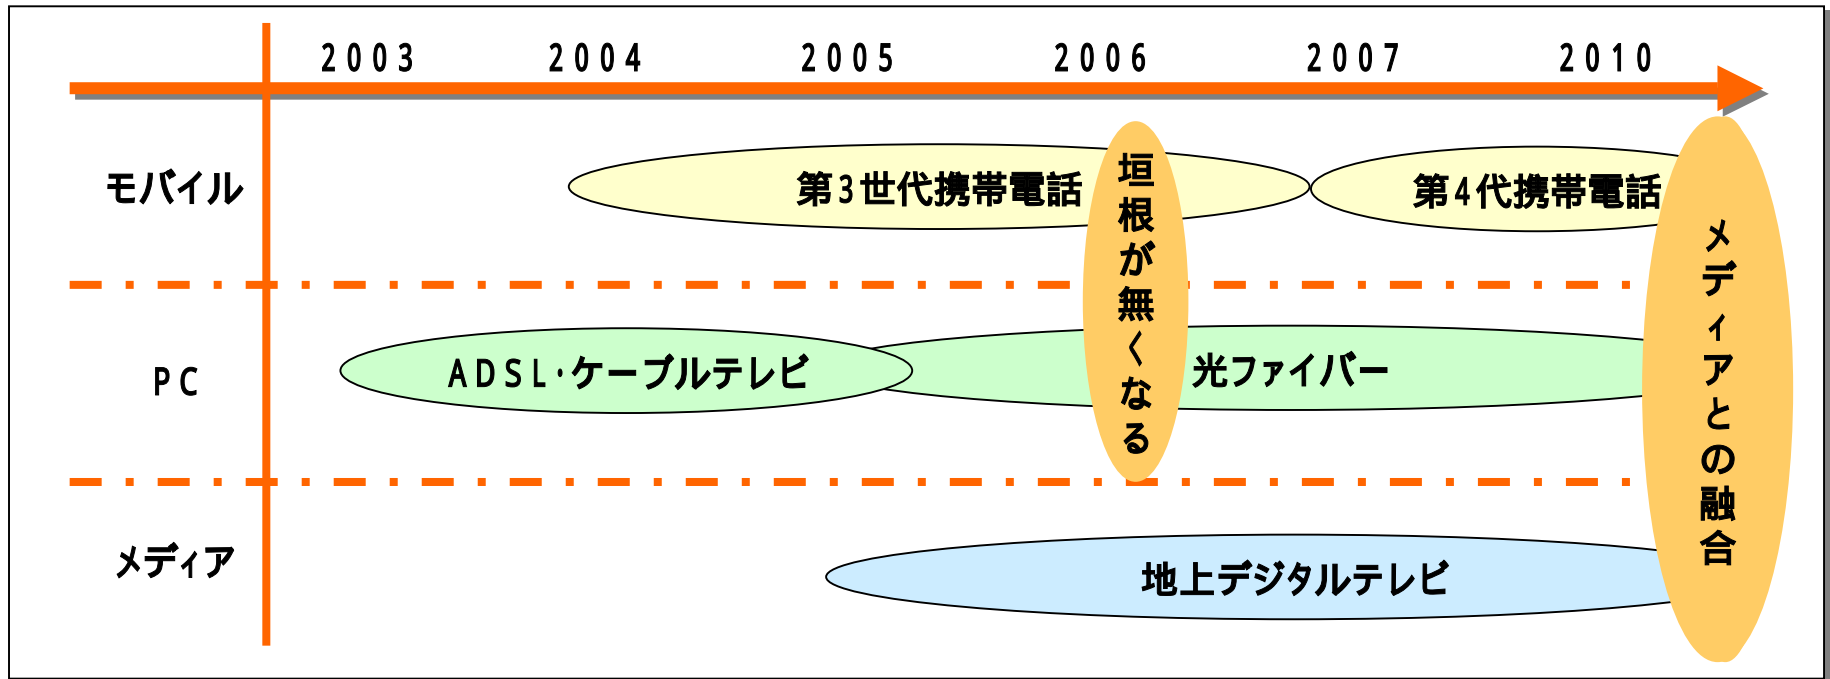 2003 2004 2005 2006 2007 2010
モバイル
第3世代携帯電話
第4代携帯電話
垣根が無くなる
メディアとの融合
PC
ADSL・ケーブルテレビ
光ファイバー
メディア
地上デジタルテレビ